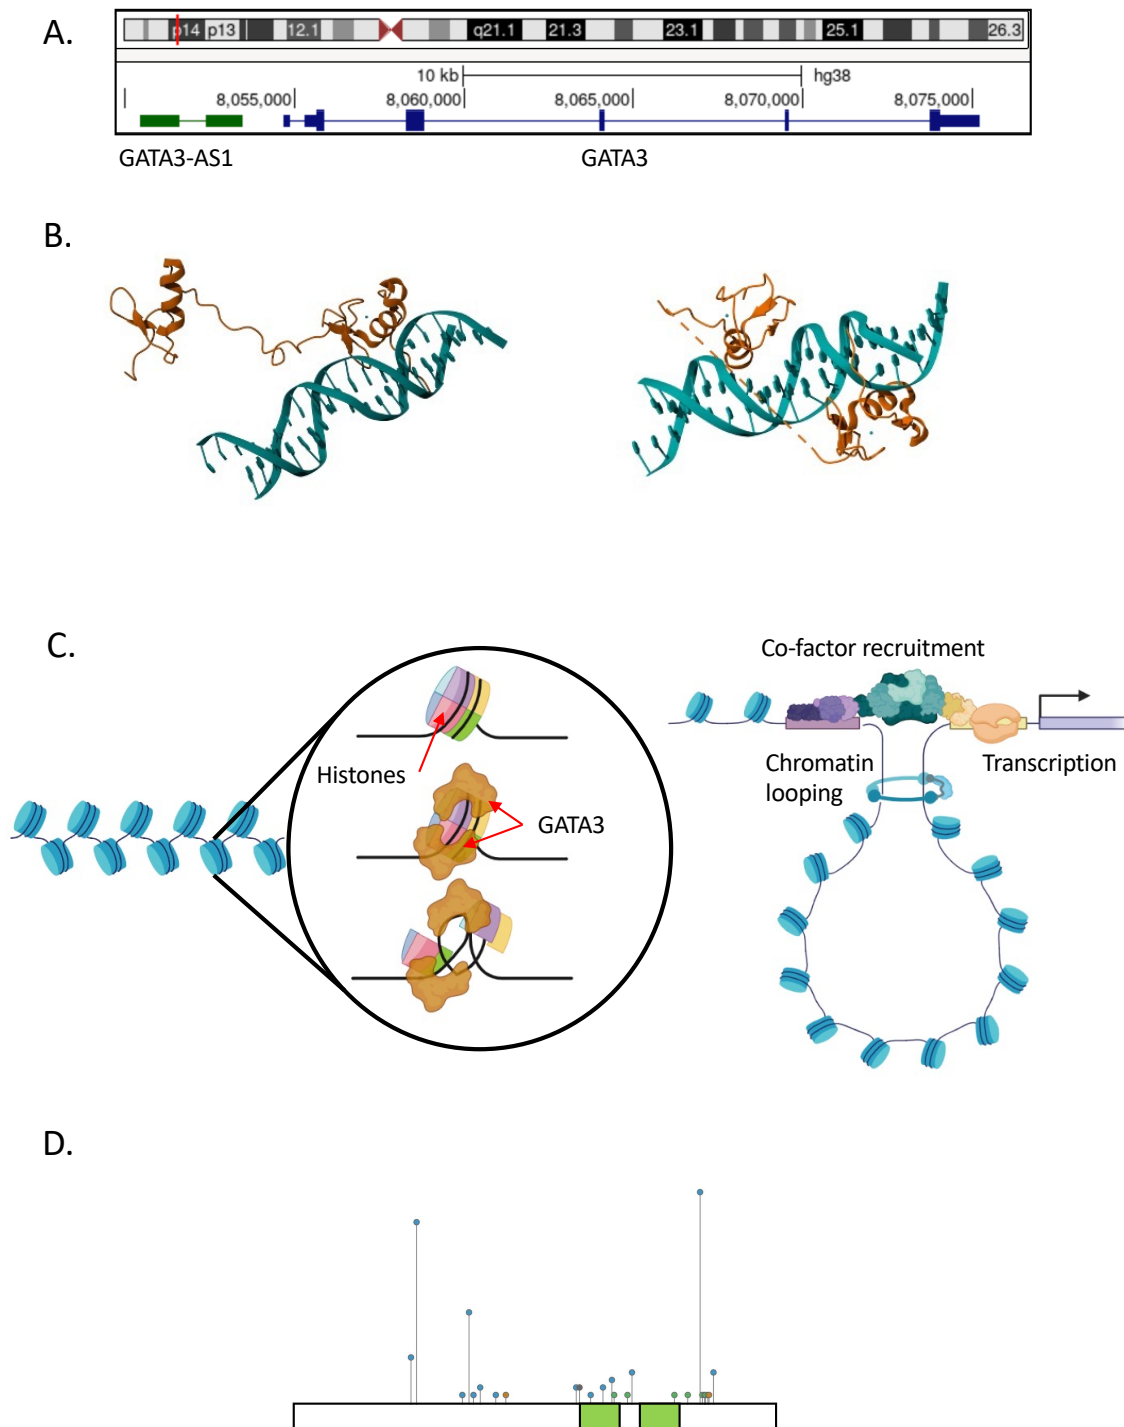 A.
p14 p13 12.1 q21.1 21.3 23.1 25.1 26.3
10 kb hg38
8,055,000 8,060,000 8,065,000 8,070,000 8,075,000
GATA3-AS1 GATA3
B.
C.
Co-factor recruitment
Histones
Chromatin
looping
Transcription
GATA3
D.